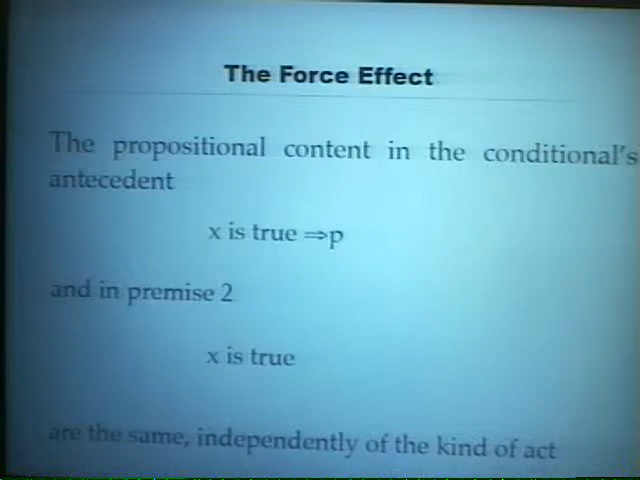 The Force Effect
The propositional content in the conditional's
antecedent
x is true ⇒p
and in premise 2
x is true
are the same, independently of the kind of act